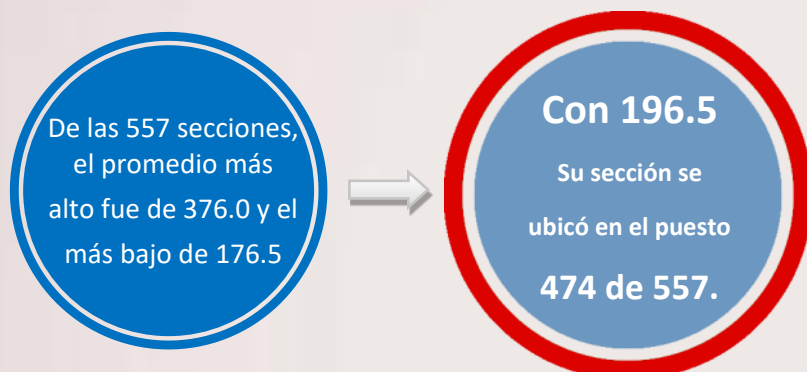 De las 557 secciones,
el promedio más
alto fue de 376.0 y el
más bajo de 176.5
Con 196.5
Su sección se
ubicó en el puesto
474 de 557.